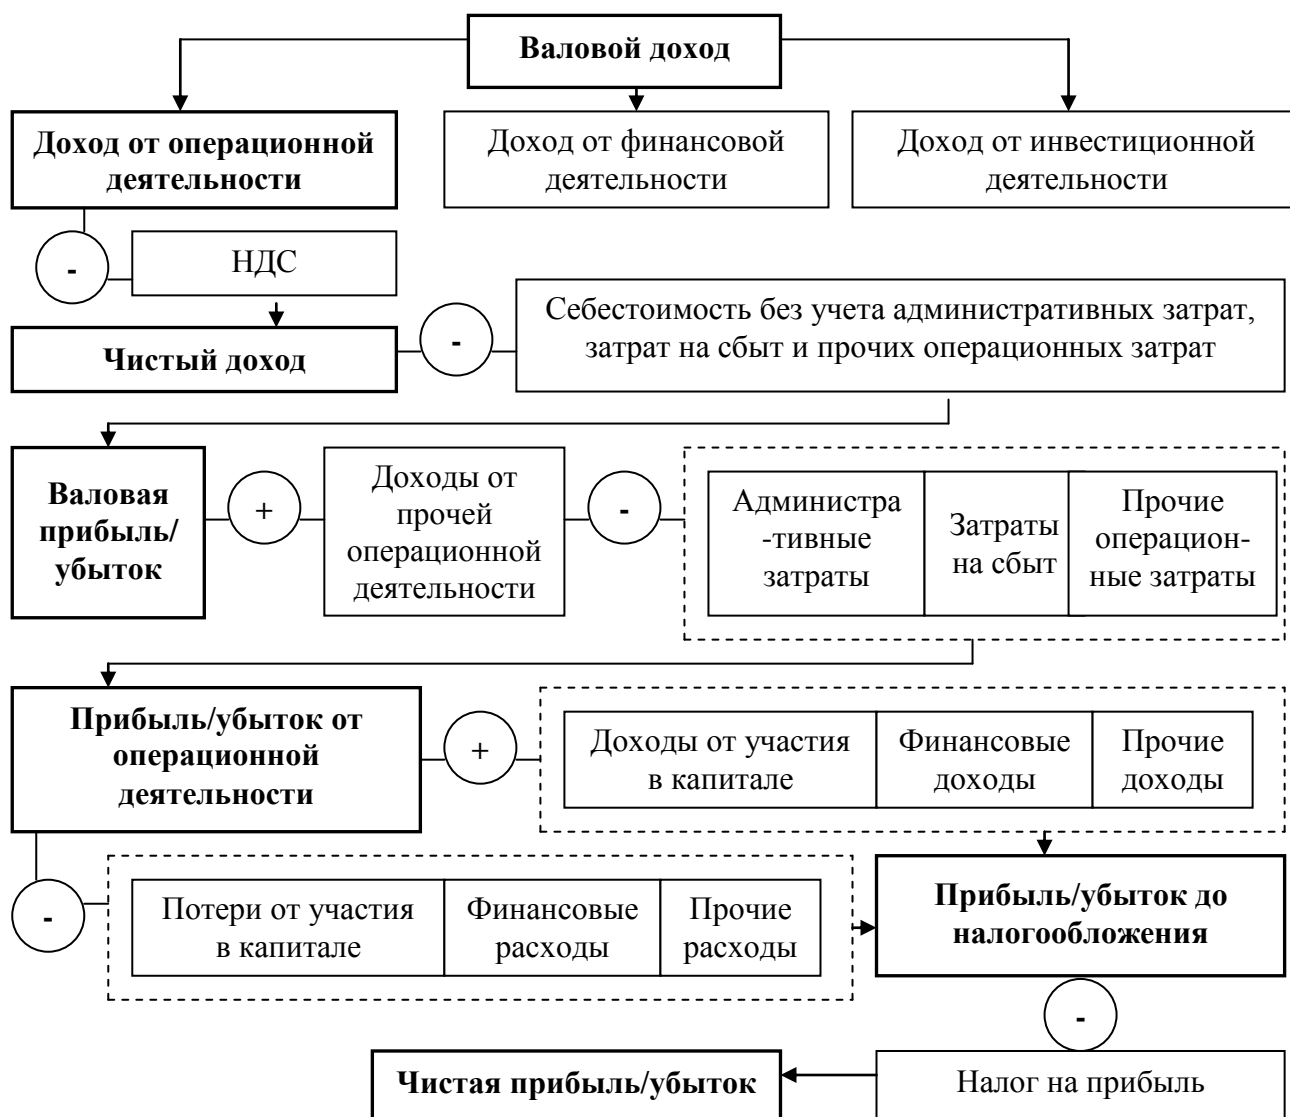 Валовой доход
Доход от операционной
деятельности
Доход от финансовой
деятельности
Доход от инвестиционной
деятельности
-
НДС
Чистый доход
-
Себестоимость без учета административных затрат,
затрат на сбыт и прочих операционных затрат
Валовая
прибыль/
убыток
+
Доходы от
прочей
операционной
деятельности
-
Администра
-тивные
затраты
Затраты
на сбыт
Прочие
операцион-
ные затраты
Прибыль/убыток от
операционной
деятельности
+
Доходы от участия
в капитале
Финансовые
доходы
Прочие
доходы
-
Потери от участия
в капитале
Финансовые
расходы
Прочие
расходы
Прибыль/убыток до
налогообложения
-
Налог на прибыль
Чистая прибыль/убыток